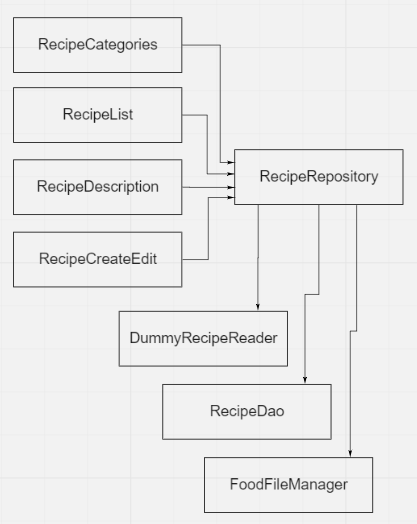 RecipeCategories
RecipeList
RecipeDescription
RecipeCreateEdit
RecipeRepository
DummyRecipeReader
RecipeDao
FoodFileManager